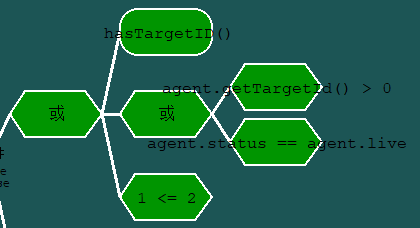 hasTargetID()
agent.getTargetId() > 0
或
或
agent.status == agent.live
1 <= 2